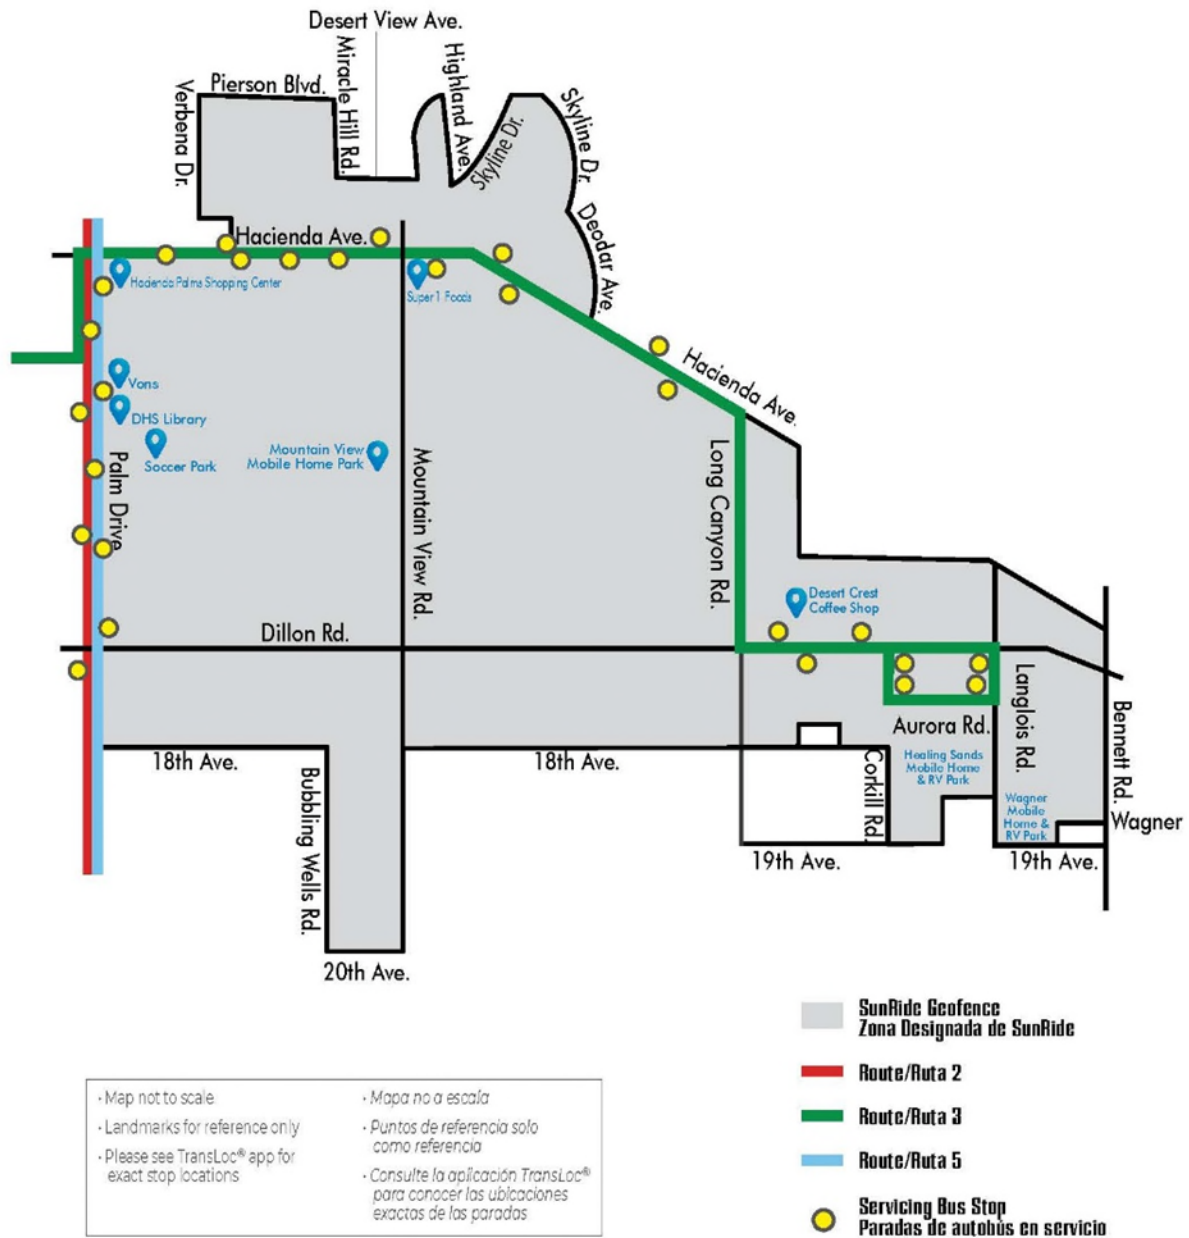 Desert View Ave.
Pierson Blvd.
Verbena Dr.
Miracle Hill Rd.
Highland Ave.
Skyline Dr.
Skyline Dr.
Deodar Ave.
Hacienda Ave.
Hacienda Palms Shopping Center
Super 1 Foods
Hacienda Ave.
Vons
DHS Library
Soccer Park
Mountain View
Mobile Home Park
Palm Drive
Mountain View Rd.
Long Canyon Rd.
Desert Crest
Coffee Shop
Dillon Rd.
Langlois Rd.
Bennett Rd.
Aurora Rd.
18th Ave.
18th Ave.
Bubbling Wells Rd.
Corkill Rd.
Healing Sands
Mobile Home
& RV Park
Wagner
Mobile
Home &
RV Park
Wagner
19th Ave.
19th Ave.
20th Ave.
SunRide Geofence
Zona Designada de SunRide
Route/Ruta 2
Route/Ruta 3
Route/Ruta 5
Servicing Bus Stop
Paradas de autobús en servicio
· Map not to scale
· Landmarks for reference only
· Please see TransLoc® app for
exact stop locations
· Mapa no a escala
· Puntos de referencia solo
como referencia
· Consulte la aplicación TransLoc®
para conocer las ubicaciones
exactas de las paradas